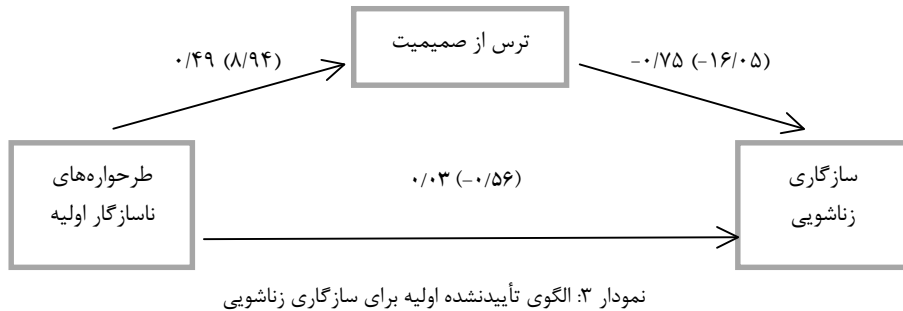 ترس از صمیمیت
۰/۴۹ (۸/۹۴)
-۰/۷۵ (-۱۶/۰۵)
طرحواره‌های
ناسازگار اولیه
۰/۰۳ (-۰/۵۶)
سازگاری
زناشویی
نمودار ۳: الگوی تأییدنشده اولیه برای سازگاری زناشویی